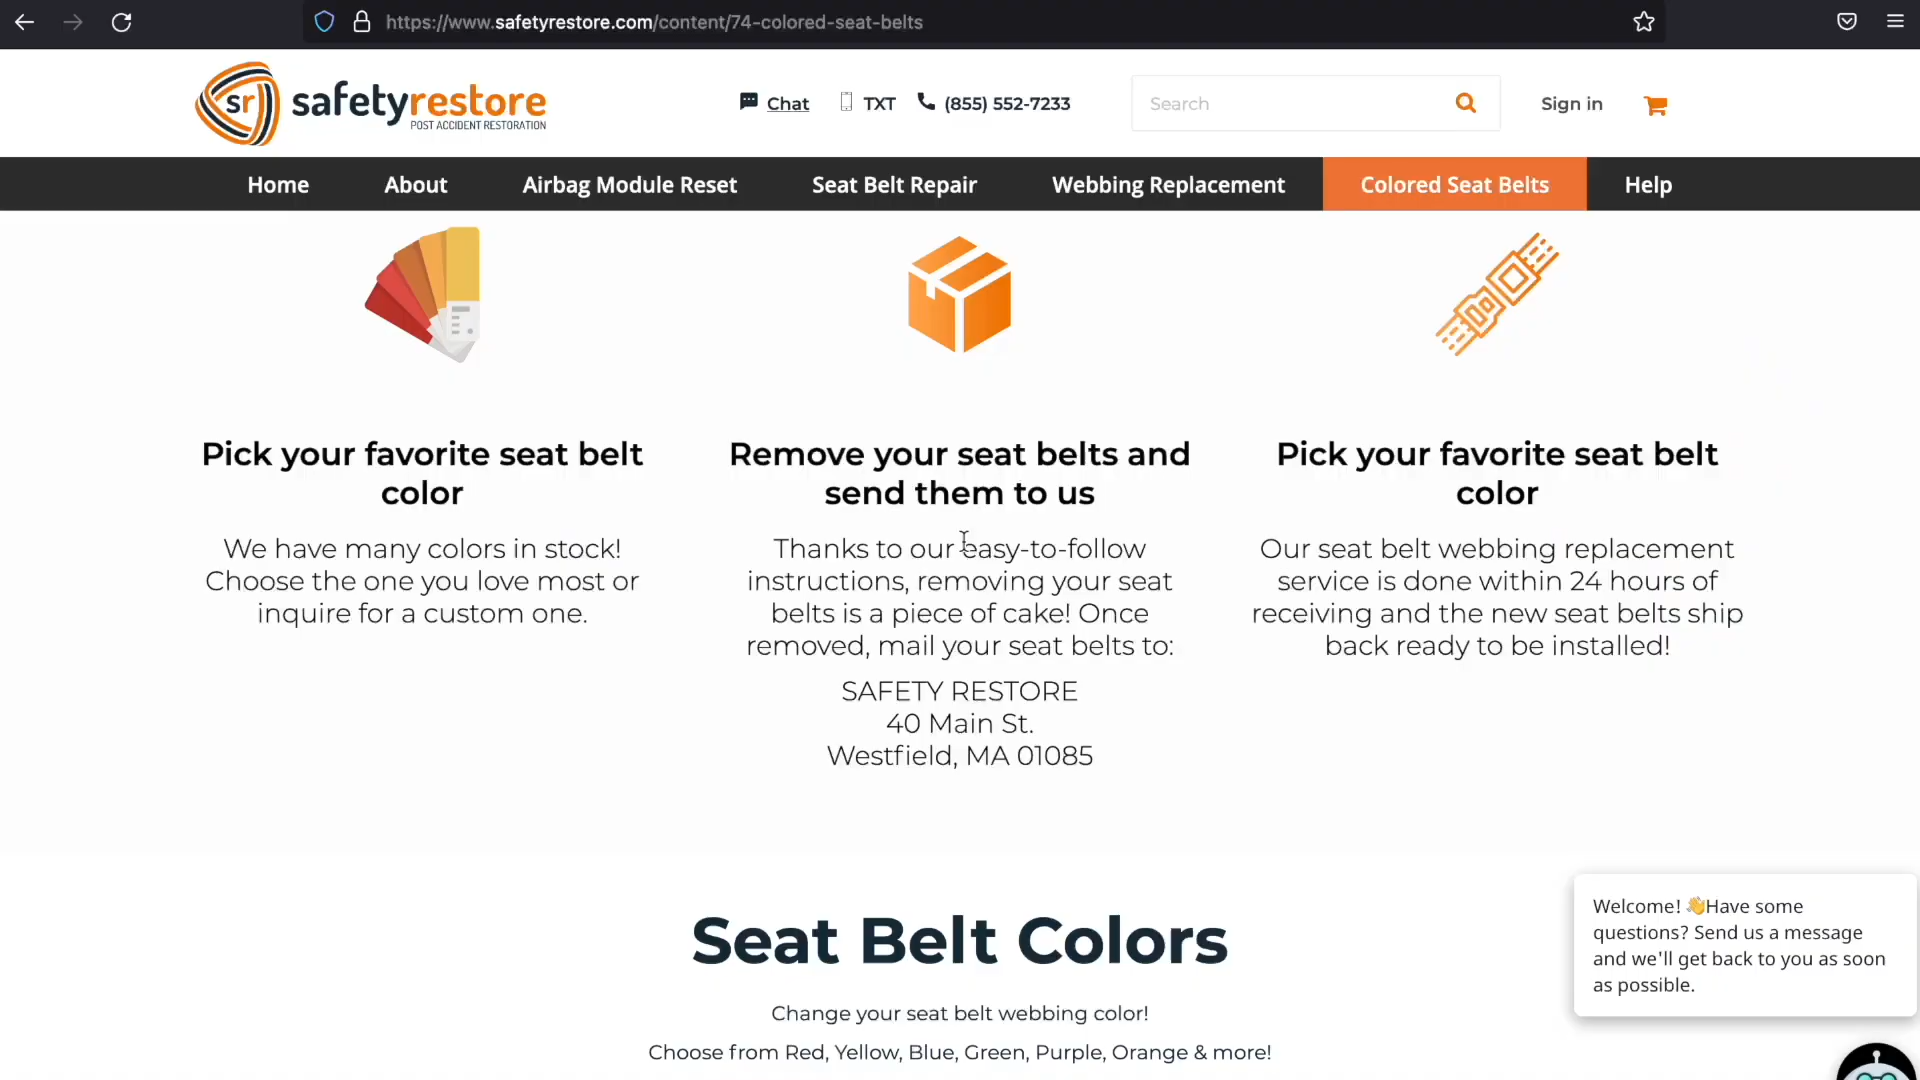 https://www.safetyrestore.com/content/74-colored-seat-belts
sr safetyrestore
POST ACCIDENT RESTORATION
Chat TXT (855) 552-7233
Search
Sign in
Home About Airbag Module Reset Seat Belt Repair Webbing Replacement Colored Seat Belts Help
Pick your favorite seat belt
color
We have many colors in stock!
Choose the one you love most or
inquire for a custom one.
Remove your seat belts and
send them to us
Thanks to our easy-to-follow
instructions, removing your seat
belts is a piece of cake! Once
removed, mail your seat belts to:
SAFETY RESTORE
40 Main St.
Westfield, MA 01085
Pick your favorite seat belt
color
Our seat belt webbing replacement
service is done within 24 hours of
receiving and the new seat belts ship
back ready to be installed!
Seat Belt Colors
Change your seat belt webbing color!
Choose from Red, Yellow, Blue, Green, Purple, Orange & more!
Welcome! 👋Have some
questions? Send us a message
and we'll get back to you as soon
as possible.